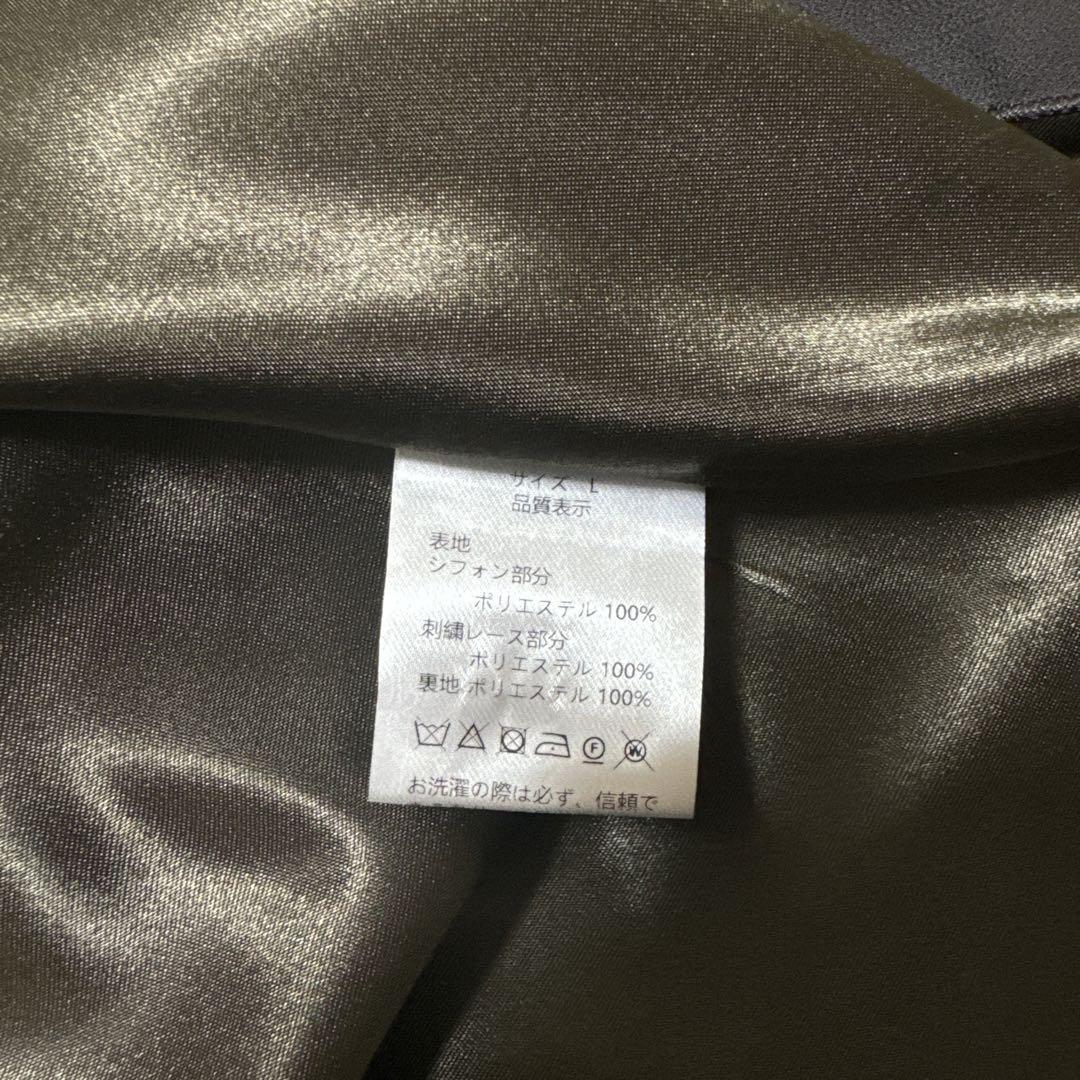 サイズ L
品質表示
表地
シフォン部分
ポリエステル 100%
刺繍レース部分
ポリエステル 100%
裏地 ポリエステル 100%
F W
お洗濯の際は必ず、信頼で